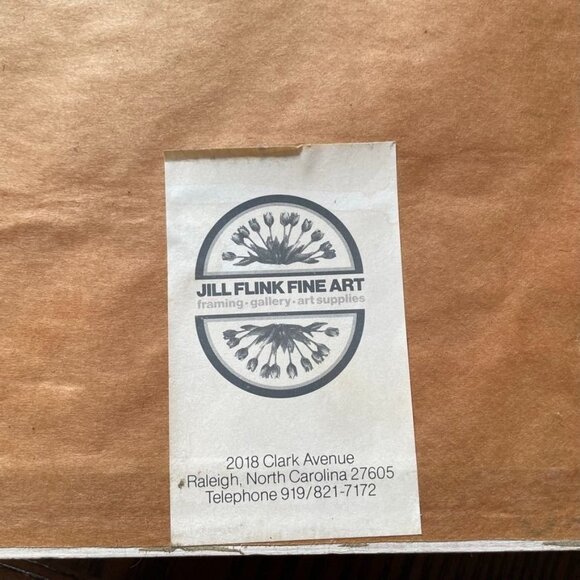 JILL FLINK FINE ART
framing • gallery • art supplies
2018 Clark Avenue
Raleigh, North Carolina 27605
Telephone 919/821-7172